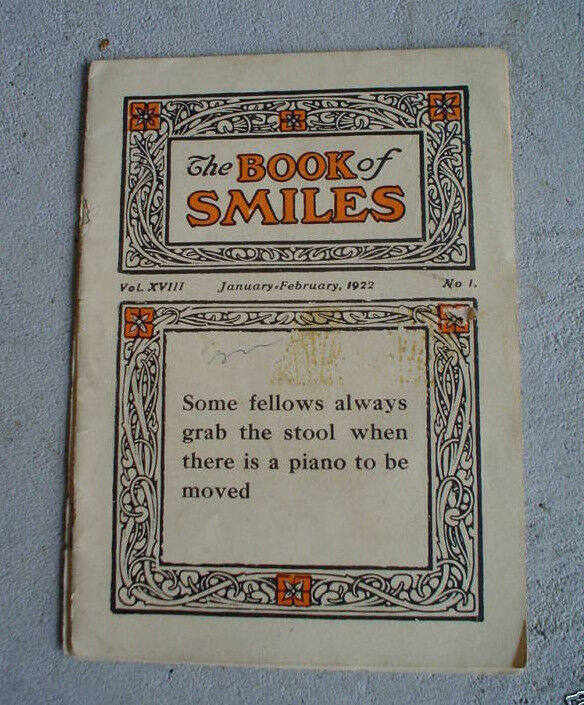 The BOOK of
SMILES
Vol. XVIII January-February, 1922 No 1.
Some fellows always
grab the stool when
there is a piano to be
moved